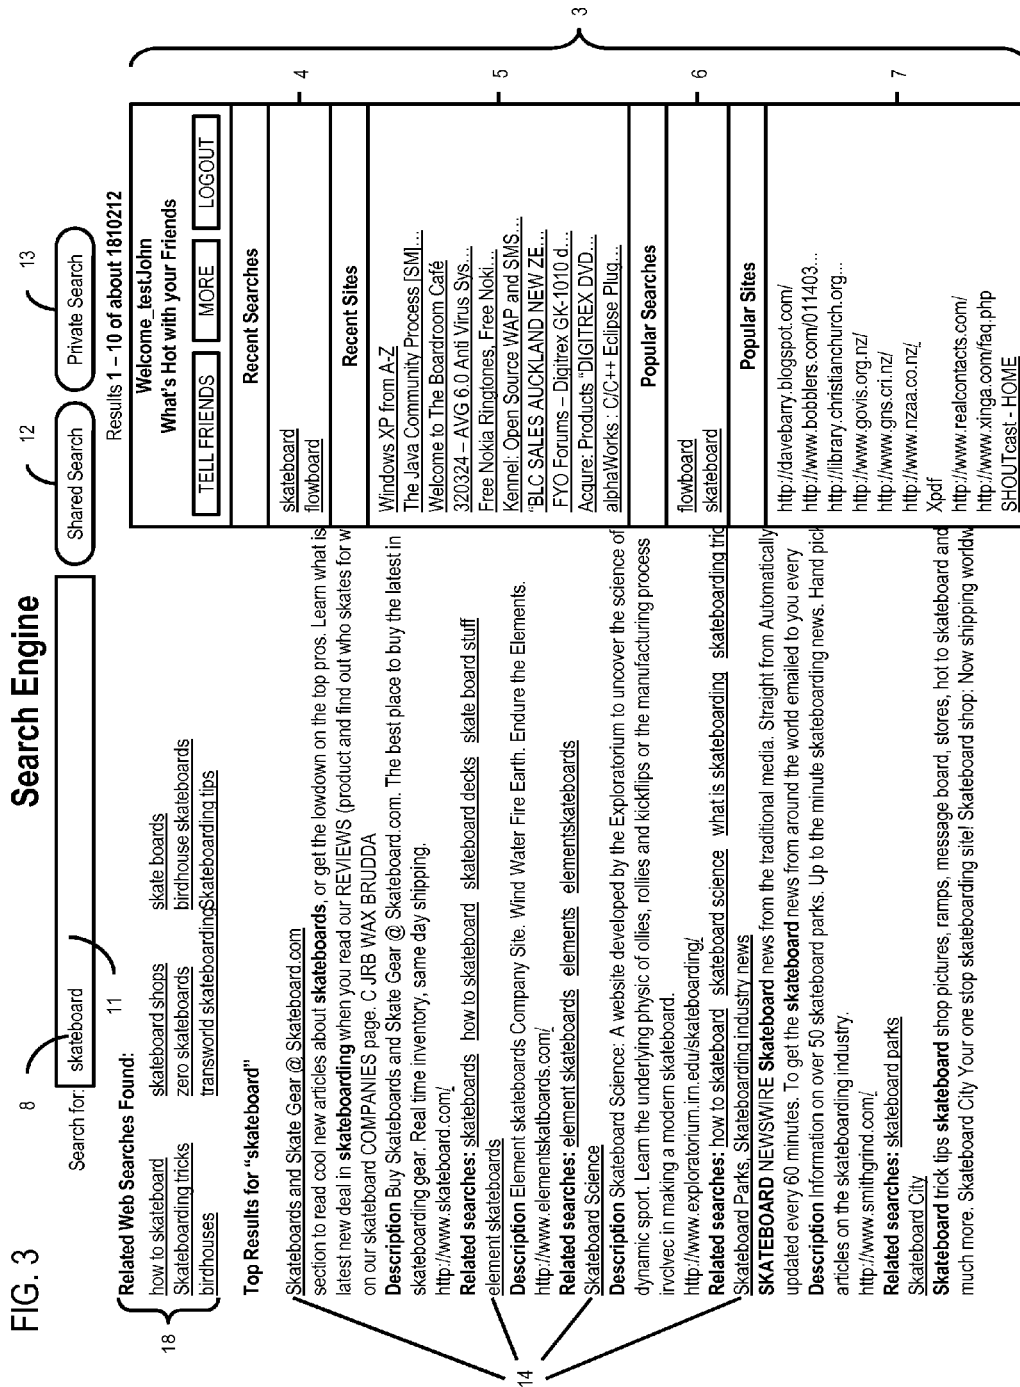 FIG. 3
Search Engine
8
12
13
Search for:
skateboard
Shared Search
Private Search
11
Results 1 – 10 of about 1810212
Related Web Searches Found:
how to skateboard
skateboard shops
skate boards
Skateboarding tricks
zero skateboards
birdhouse skateboards
birdhouses
transworld skateboarding
Skateboarding tips
18
Top Results for “skateboard”
Skateboards and Skate Gear @ Skateboard.com
section to read cool new articles about skateboards, or get the lowdown on the top pros. Learn what is
latest new deal in skateboarding when you read our REVIEWS (product and find out who skates for w
on our skateboard COMPANIES page. C JRB WAX BRUDDA
Description Buy Skateboards and Skate Gear @ Skateboard.com. The best place to buy the latest in
skateboarding gear. Real time inventory, same day shipping.
http://www.skateboard.com/
Related searches: skateboards how to skateboard skateboard decks skate board stuff
element skateboards
Description Element skateboards Company Site. Wind Water Fire Earth. Endure the Elements.
http://www.elementskatboards.com/
Related searches: element skateboards elements elementskateboards
Skateboard Science
Description Skateboard Science: A website developed by the Exploratorium to uncover the science of
dynamic sport. Learn the underlying physic of ollies, rollies and kickflips or the manufacturing process
involvec in making a modern skateboard.
http://www.exploratorium.irn.edu/skateboarding/
Related searches: how to skateboard skateboard science what is skateboarding skateboarding tric
Skateboard Parks, Skateboarding industry news
SKATEBOARD NEWSWIRE Skateboard news from the traditional media. Straight from Automatically
updated every 60 minutes. To get the skateboard news from around the world emailed to you every
Description Information on over 50 skateboard parks. Up to the minute skateboarding news. Hand pick
articles on the skateboarding industry.
http://www.smithgrind.com/
Related searches: skateboard parks
Skateboard City
Skateboard trick tips skateboard shop pictures, ramps, message board, stores, hot to skateboard and
much more. Skateboard City Your one stop skateboarding site! Skateboard shop: Now shipping worldw
14
Welcome_testJohn
What's Hot with your Friends
TELL FRIENDS
MORE
LOGOUT
Recent Searches
skateboard
flowboard
4
Recent Sites
Windows XP from A-Z
The Java Community Process [SM]...
Welcome to The Boardroom Café
320324 – AVG 6.0 Anti Virus Sys...
Free Nokia Ringtones, Free Noki...
Kennel: Open Source WAP and SMS...
"BLC SALES AUCKLAND NEW ZE...
FYO Forums – Digitrex GK-1010 d...
Acqure: Products "DIGITREX DVD...
alphaWorks : C/C++ Eclipse Plug...
5
Popular Searches
flowboard
skateboard
6
Popular Sites
http://davebarry.blogspot.com/
http://www.bobblers.com/011403...
http://library.christianchurch.org...
http://www.govis.org.nz/
http://www.gns.cri.nz/
http://www.nzaa.co.nz/
Xpdf
http://www.realcontacts.com/
http://www.xinga.com/faq.php
SHOUTcast - HOME
7
3